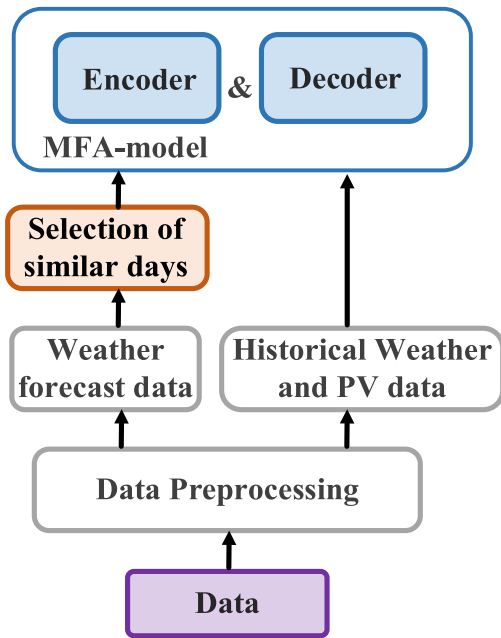 Encoder & Decoder
MFA-model
Selection of
similar days
Weather
forecast data
Historical Weather
and PV data
Data Preprocessing
Data